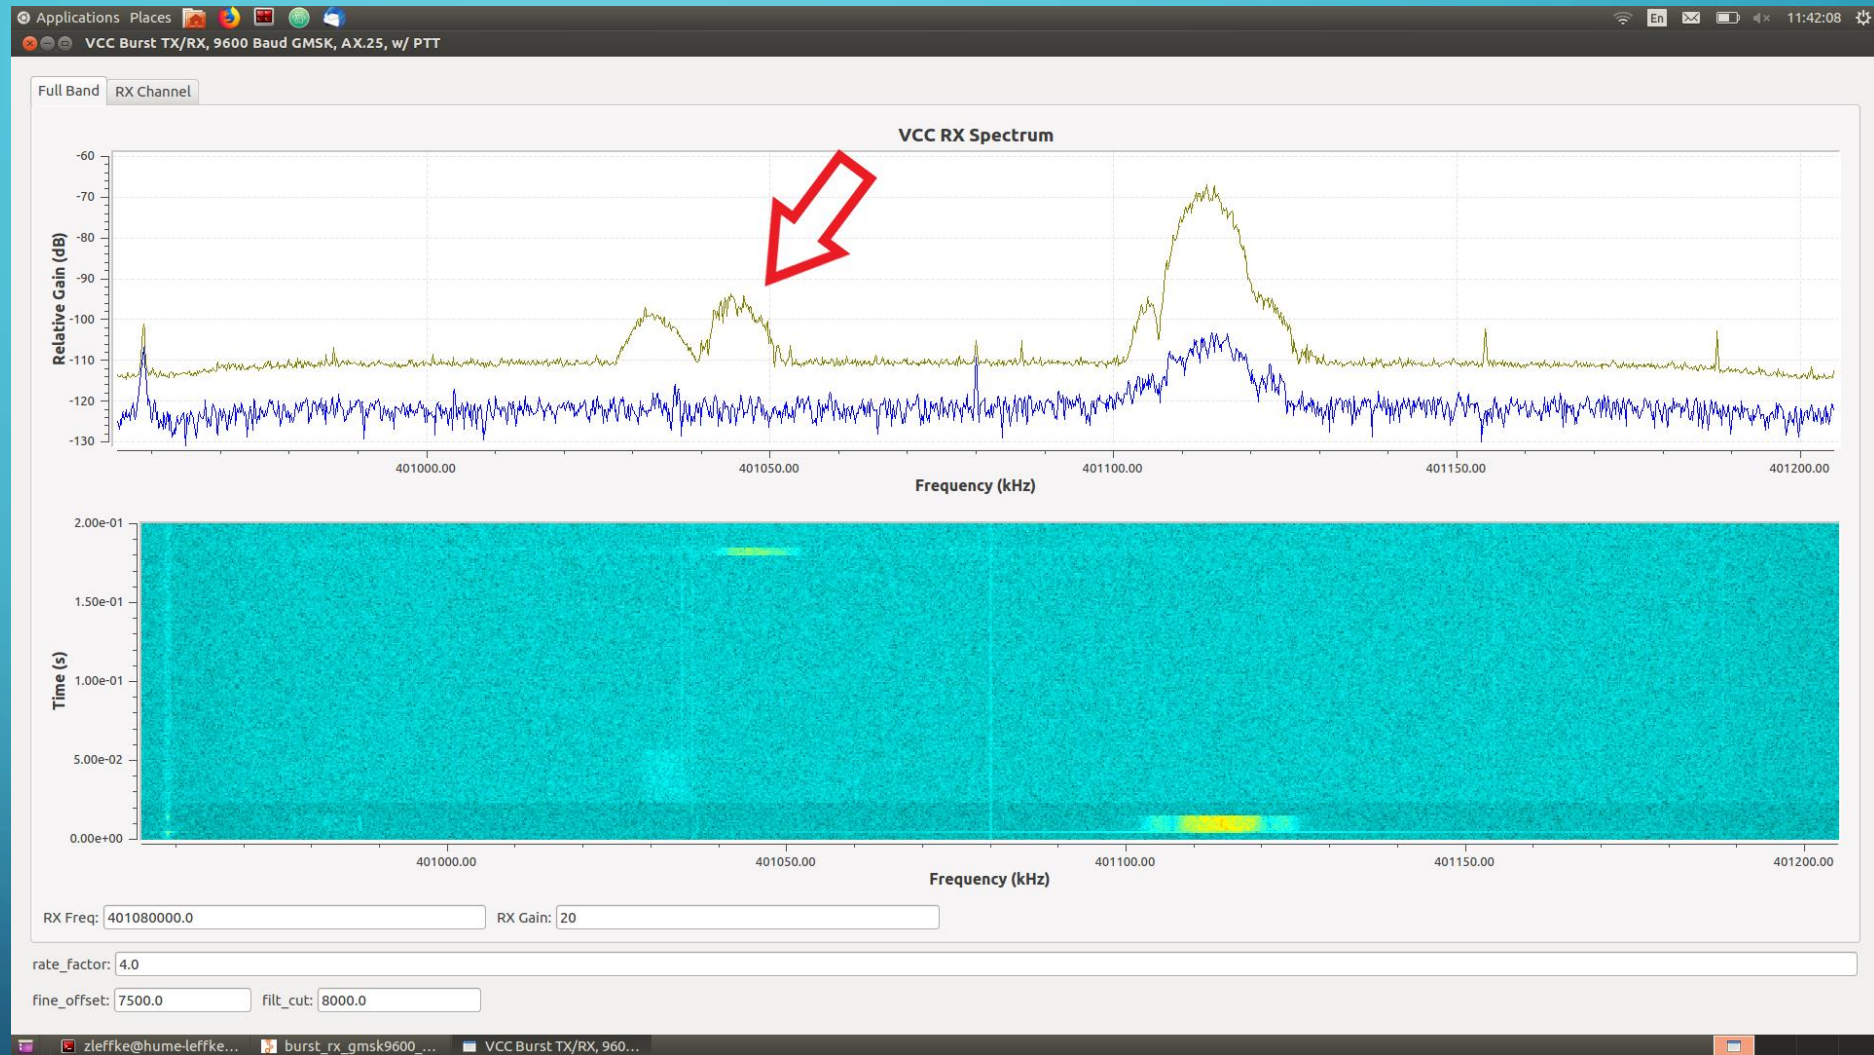 Applications Places En 11:42:08
VCC Burst TX/RX, 9600 Baud GMSK, AX.25, w/ PTT
Full Band RX Channel
VCC RX Spectrum
Relative Gain (dB)
-60
-70
-80
-90
-100
-110
-120
-130
401000.00 401050.00 401100.00 401150.00 401200.00
Frequency (kHz)
Time (s)
2.00e-01
1.50e-01
1.00e-01
5.00e-02
0.00e+00
401000.00 401050.00 401100.00 401150.00 401200.00
Frequency (kHz)
RX Freq: 401080000.0 RX Gain: 20
rate_factor: 4.0
fine_offset: 7500.0 filt_cut: 8000.0
zleffke@hume-leffke... burst_rx_gmsk9600_... VCC Burst TX/RX, 960...